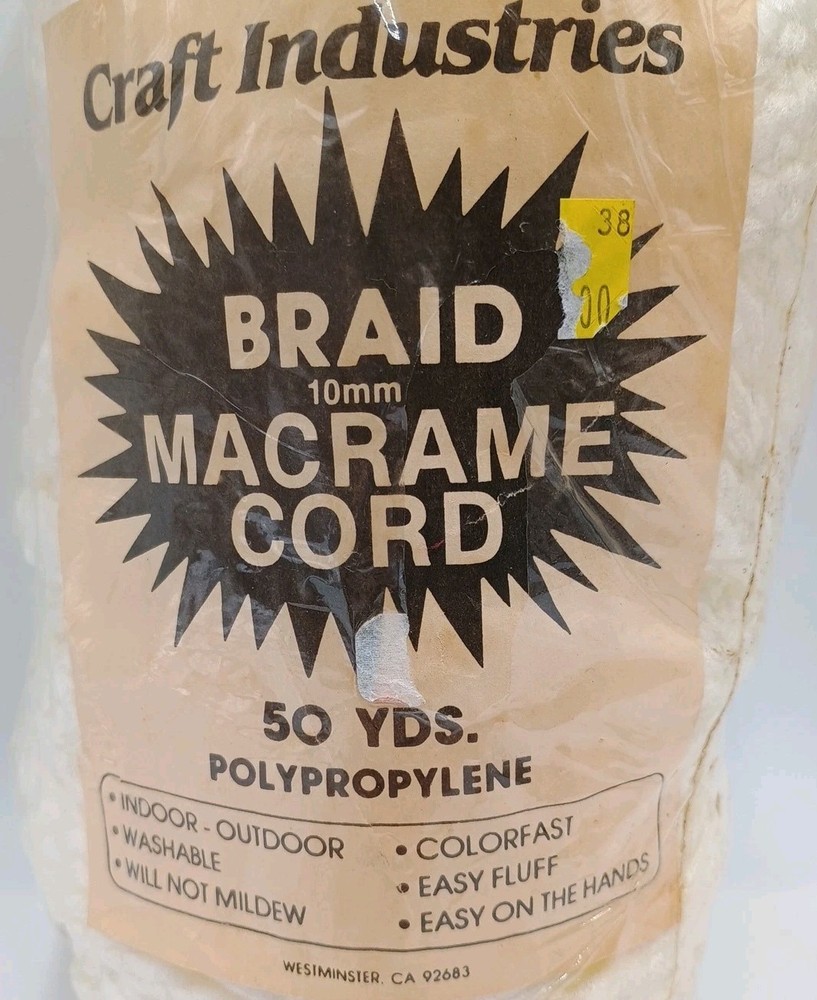 Craft Industries
38
00
BRAID
10mm
MACRAME
CORD
50 YDS.
POLYPROPYLENE
• INDOOR - OUTDOOR
• WASHABLE
• WILL NOT MILDEW
• COLORFAST
• EASY FLUFF
• EASY ON THE HANDS
WESTMINSTER, CA 92683